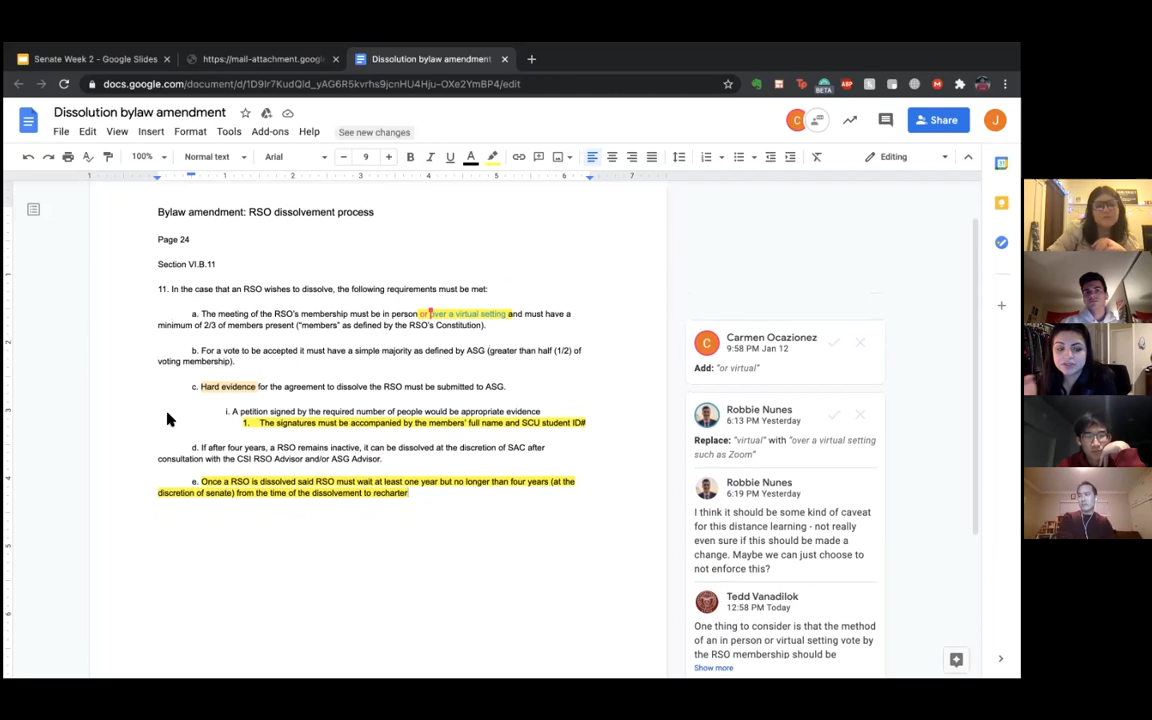 Senate Week 2 - Google Slides
https://mail-attachment.googl
Dissolution bylaw amendment
docs.google.com/document/d/1D9Ir7KudQld_yAG6R5kvrhs9jcnHU4Hju-OXe2YmBP4/edit
BETA
ABP
Dissolution bylaw amendment
File Edit View Insert Format Tools Add-ons Help See new changes
C
Share
J
100% Normal text Arial 9 B I U A Editing
1 1 2 3 4 5 6 7
Bylaw amendment: RSO dissolvement process
Page 24
Section VI.B.11
11. In the case that an RSO wishes to dissolve, the following requirements must be met:
a. The meeting of the RSO's membership must be in person or over a virtual setting and must have a
minimum of 2/3 of members present ("members" as defined by the RSO's Constitution).
b. For a vote to be accepted it must have a simple majority as defined by ASG (greater than half (1/2) of
voting membership).
c. Hard evidence for the agreement to dissolve the RSO must be submitted to ASG.
i. A petition signed by the required number of people would be appropriate evidence
1. The signatures must be accompanied by the members' full name and SCU student ID#
d. If after four years, a RSO remains inactive, it can be dissolved at the discretion of SAC after
consultation with the CSI RSO Advisor and/or ASG Advisor.
e. Once a RSO is dissolved said RSO must wait at least one year but no longer than four years (at the
discretion of senate) from the time of the dissolvement to recharter
C
Carmen Ocazionez
9:58 PM Jan 12
Add: "or virtual"
Robbie Nunes
6:13 PM Yesterday
Replace: "virtual" with "over a virtual setting
such as Zoom"
Robbie Nunes
6:19 PM Yesterday
I think it should be some kind of caveat
for this distance learning - not really
even sure if this should be made a
change. Maybe we can just choose to
not enforce this?
Tedd Vanadilok
12:58 PM Today
One thing to consider is that the method
of an in person or virtual setting vote by
the RSO membership should be
Show more